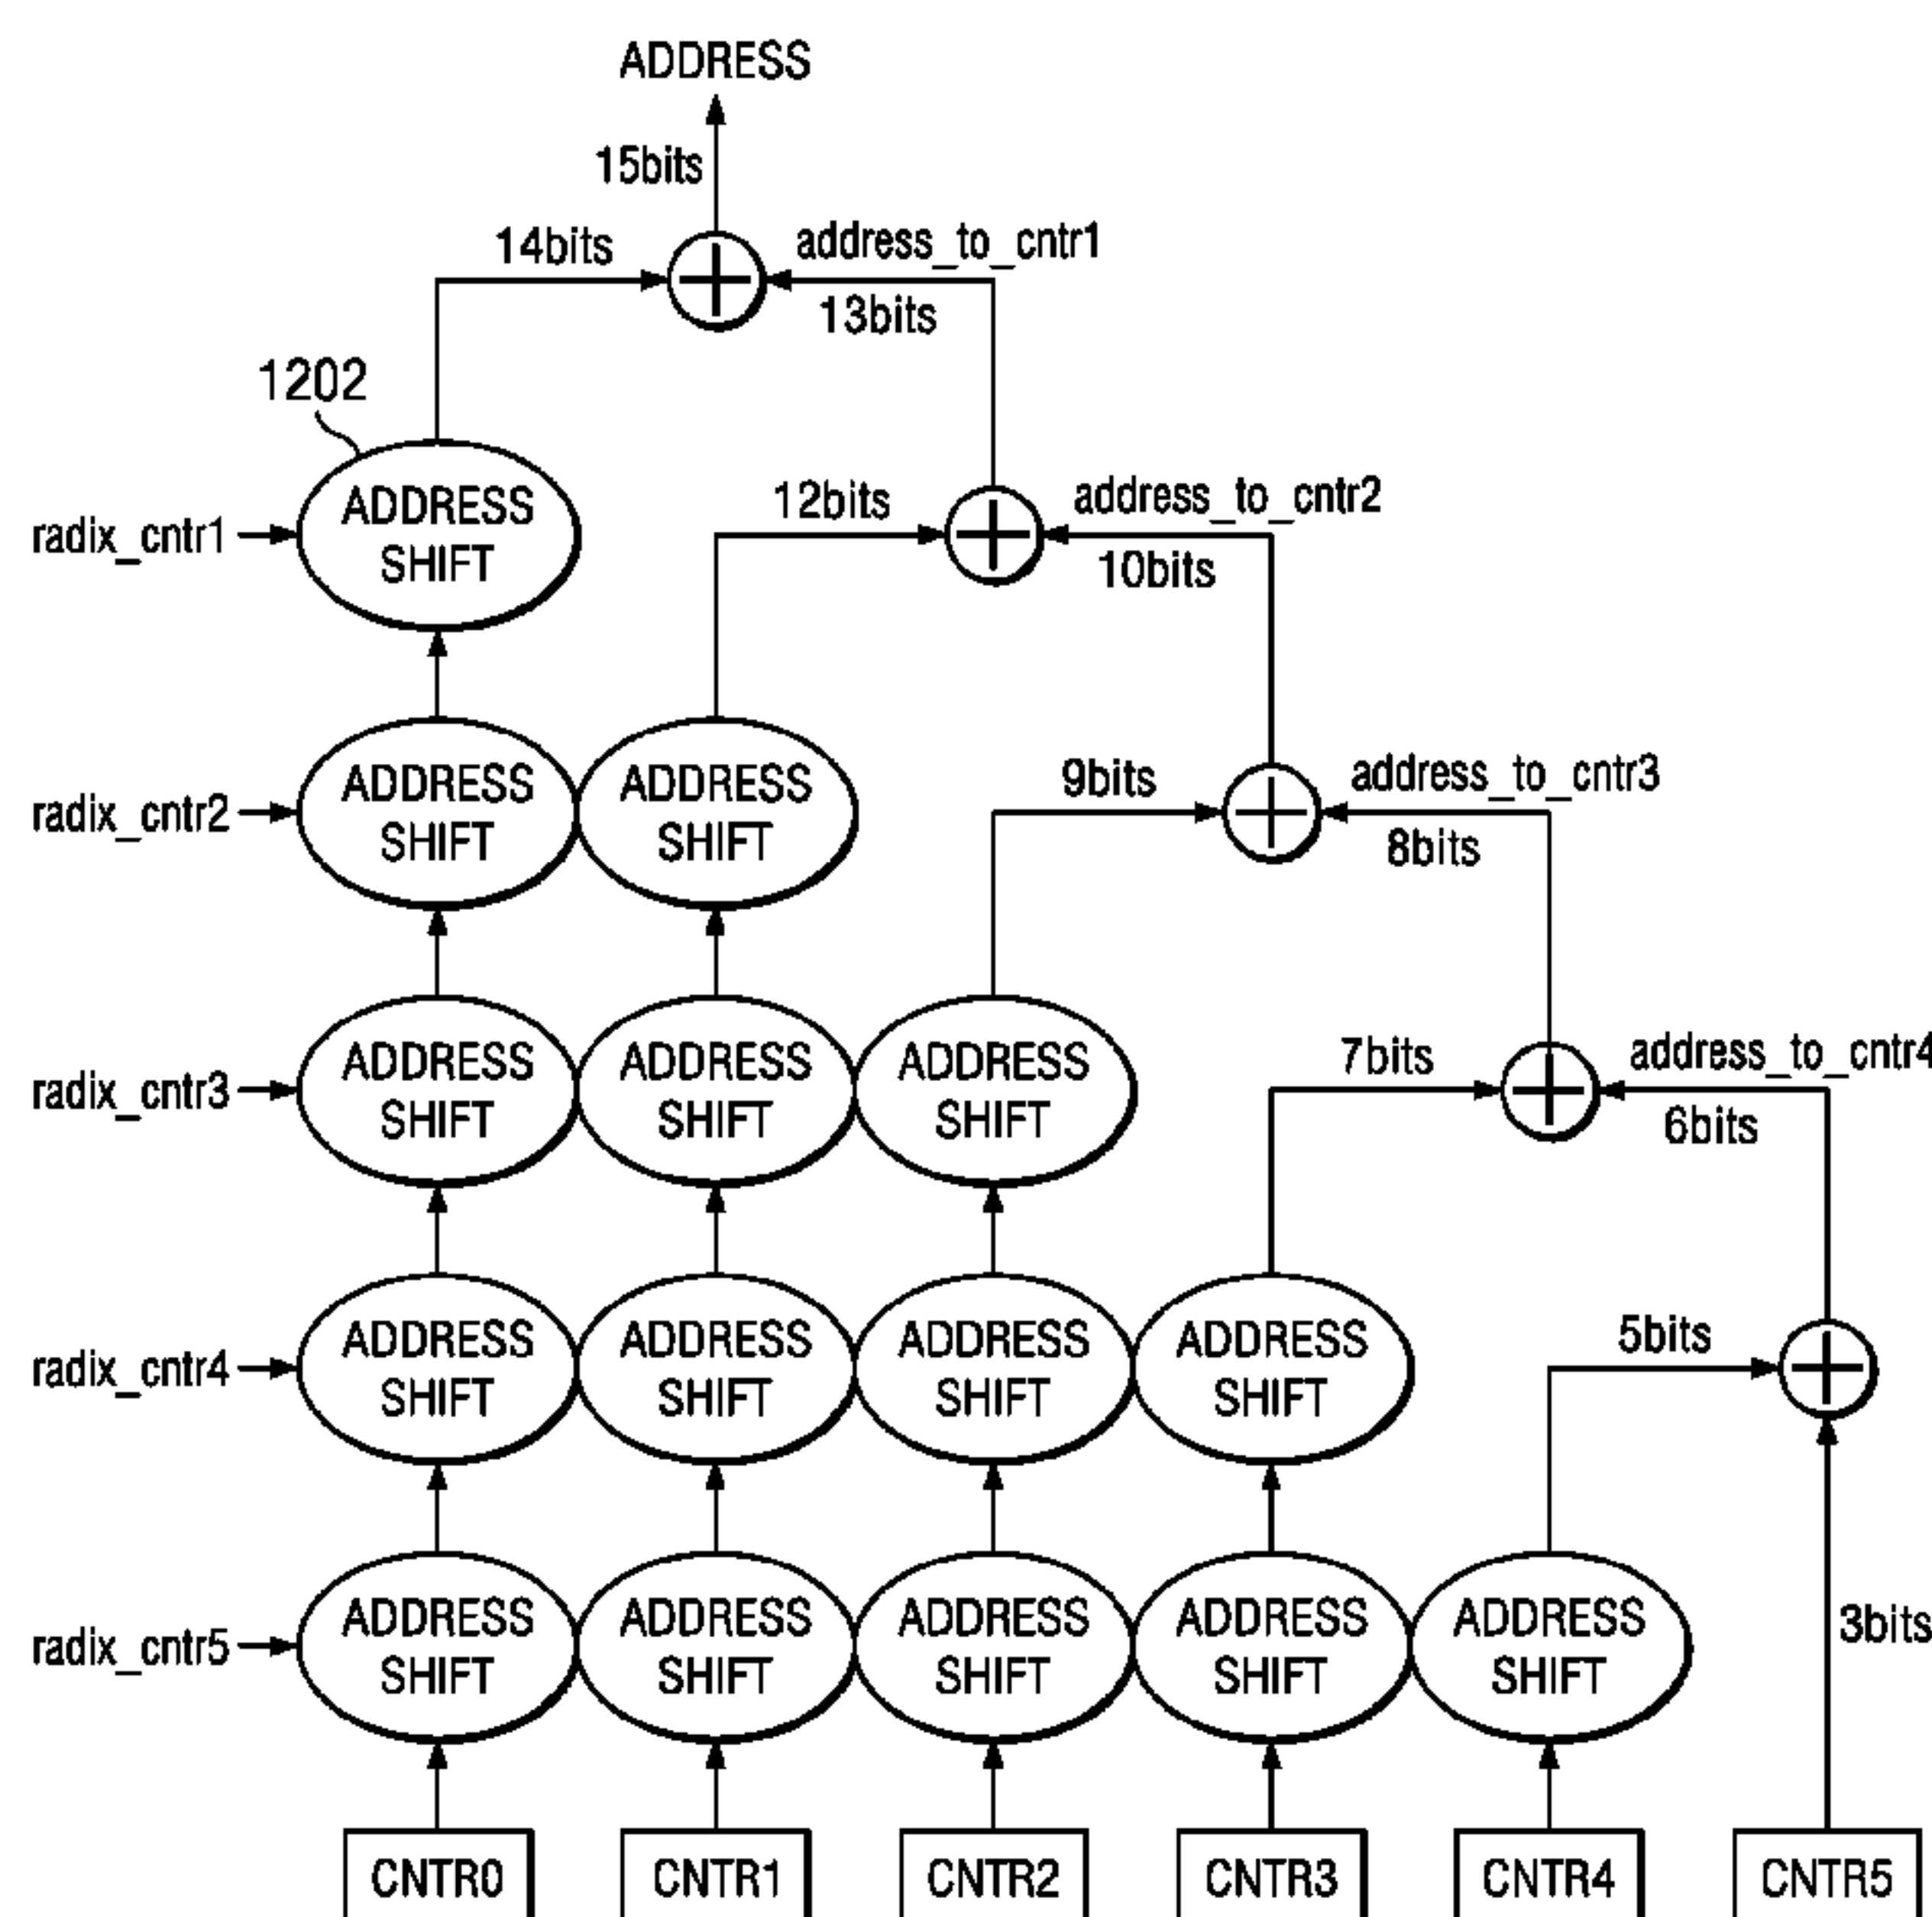 ADDRESS
15bits
14bits
address_to_cntr1
13bits
1202
radix_cntr1
ADDRESS
SHIFT
12bits
address_to_cntr2
10bits
radix_cntr2
ADDRESS
SHIFT
ADDRESS
SHIFT
9bits
address_to_cntr3
8bits
radix_cntr3
ADDRESS
SHIFT
ADDRESS
SHIFT
ADDRESS
SHIFT
7bits
address_to_cntr4
6bits
radix_cntr4
ADDRESS
SHIFT
ADDRESS
SHIFT
ADDRESS
SHIFT
ADDRESS
SHIFT
5bits
radix_cntr5
ADDRESS
SHIFT
ADDRESS
SHIFT
ADDRESS
SHIFT
ADDRESS
SHIFT
ADDRESS
SHIFT
3bits
CNTR0
CNTR1
CNTR2
CNTR3
CNTR4
CNTR5